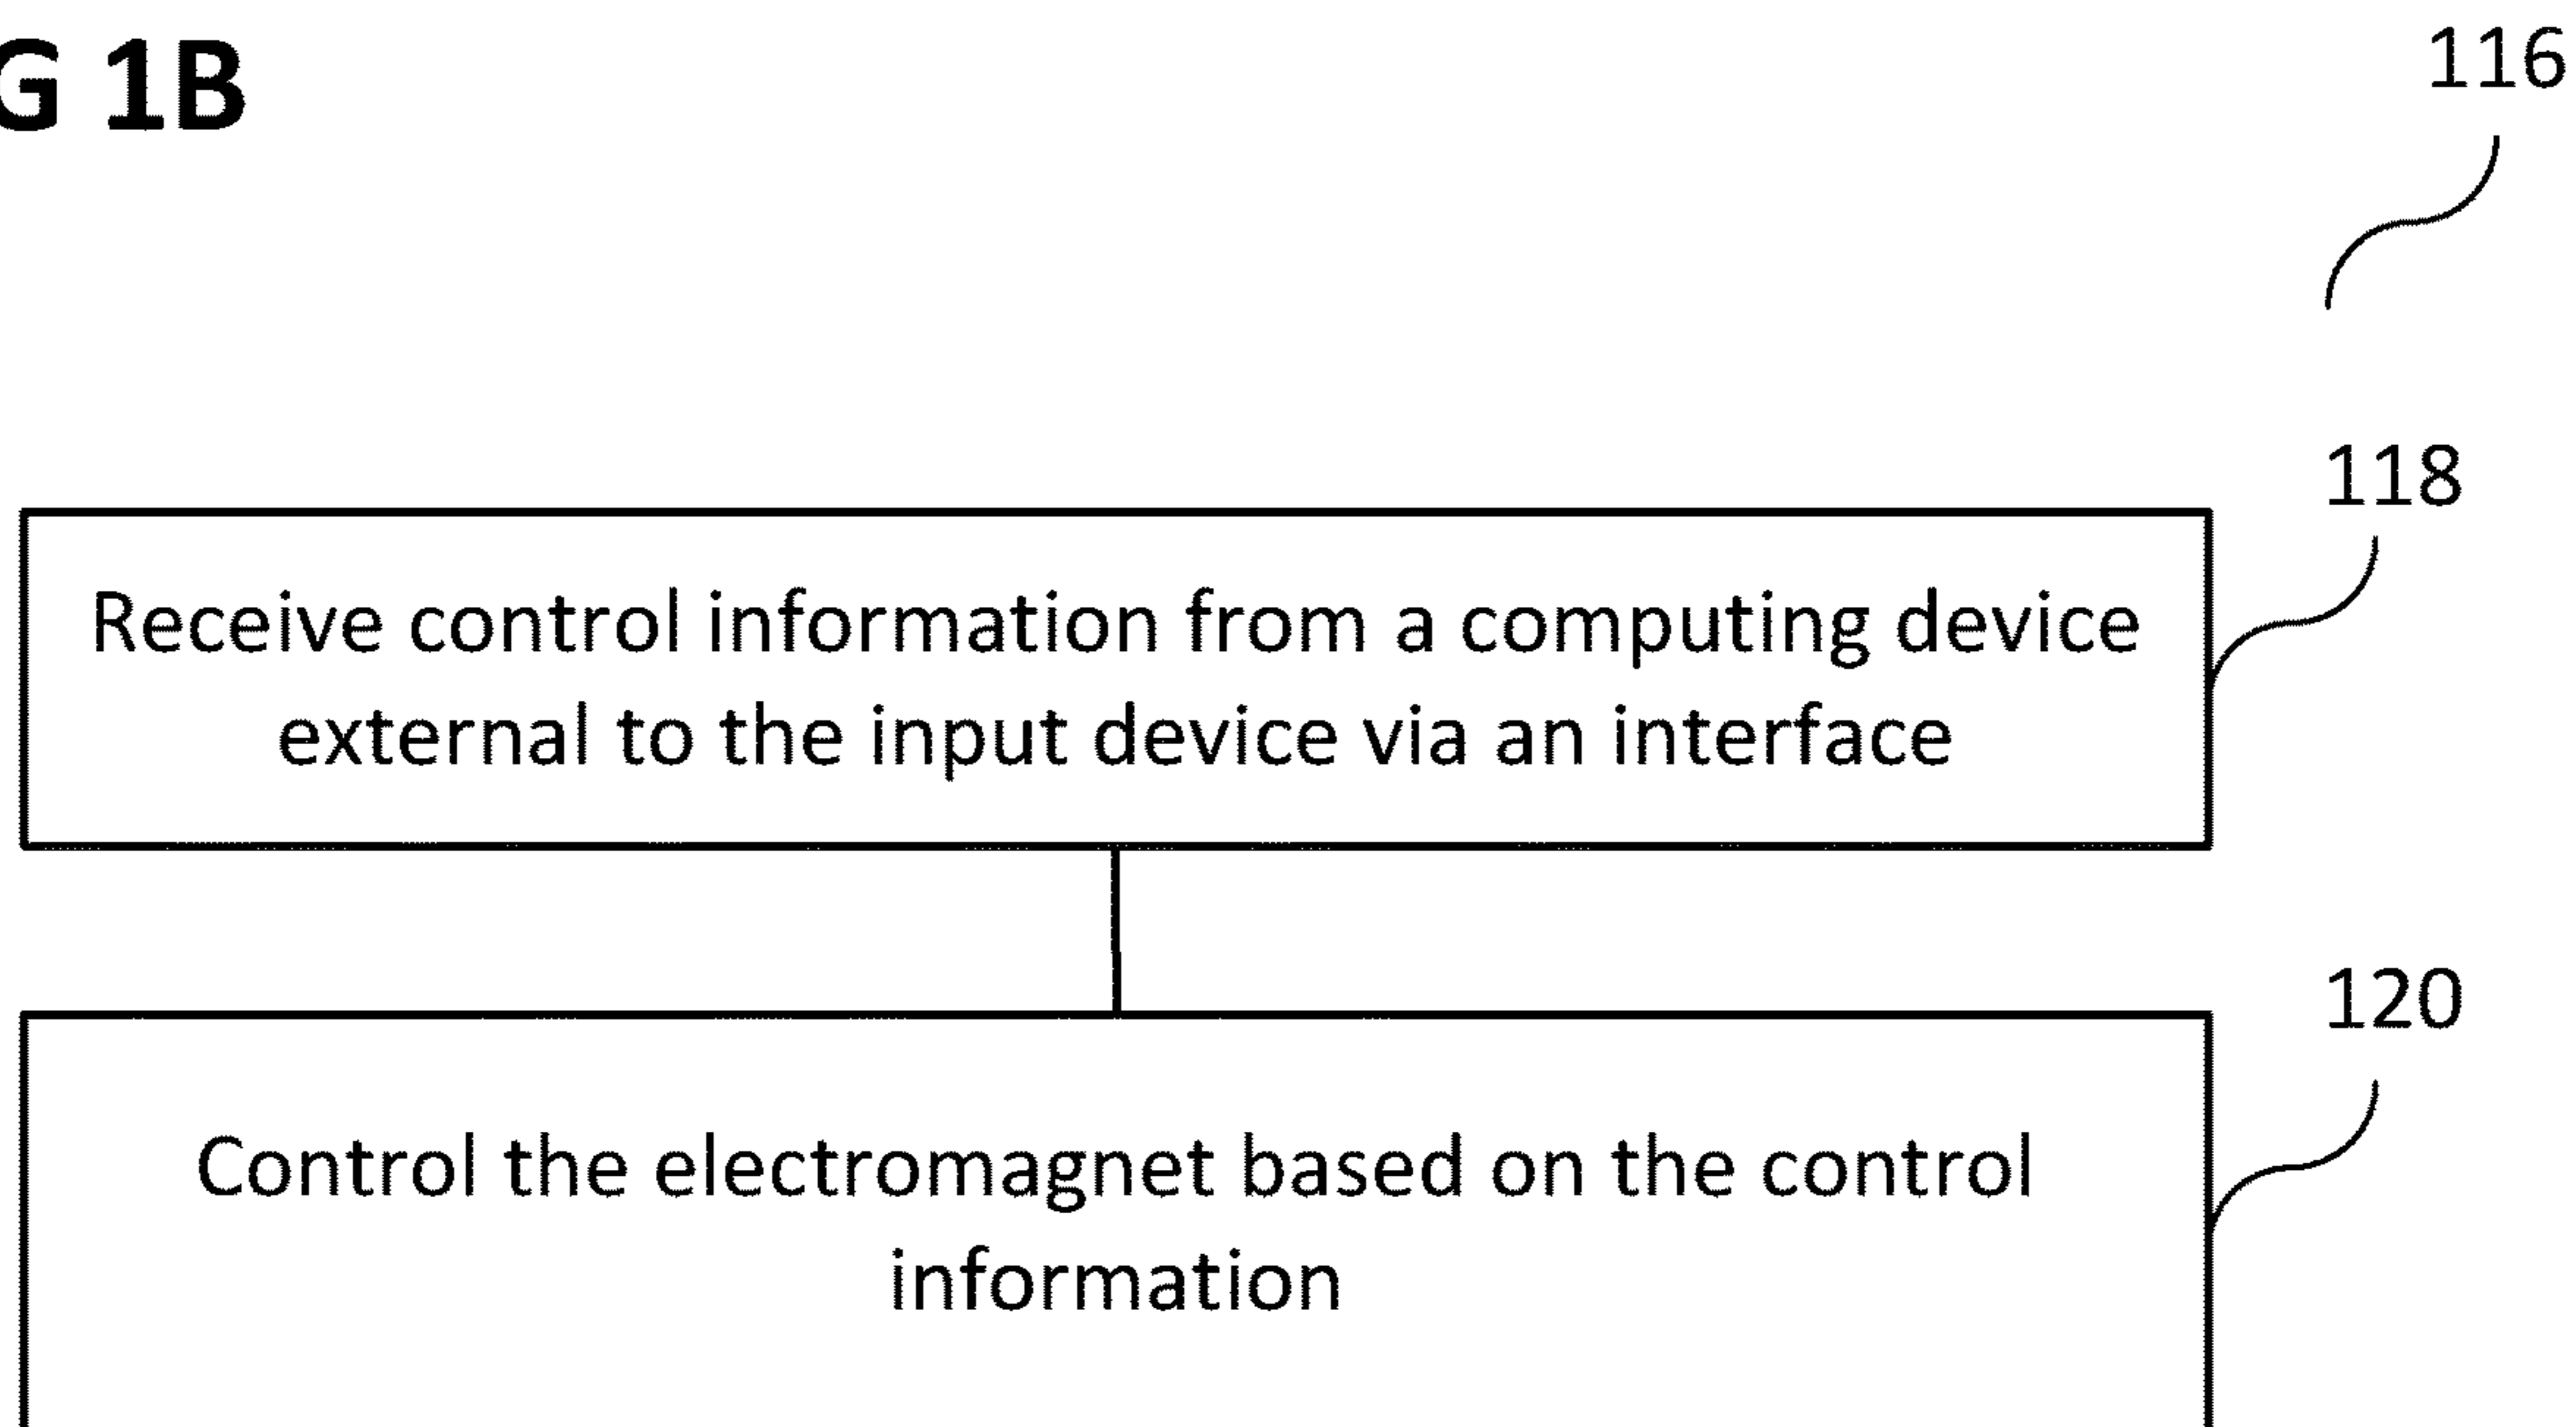 G 1B
116
118
Receive control information from a computing device
external to the input device via an interface
120
Control the electromagnet based on the control
information